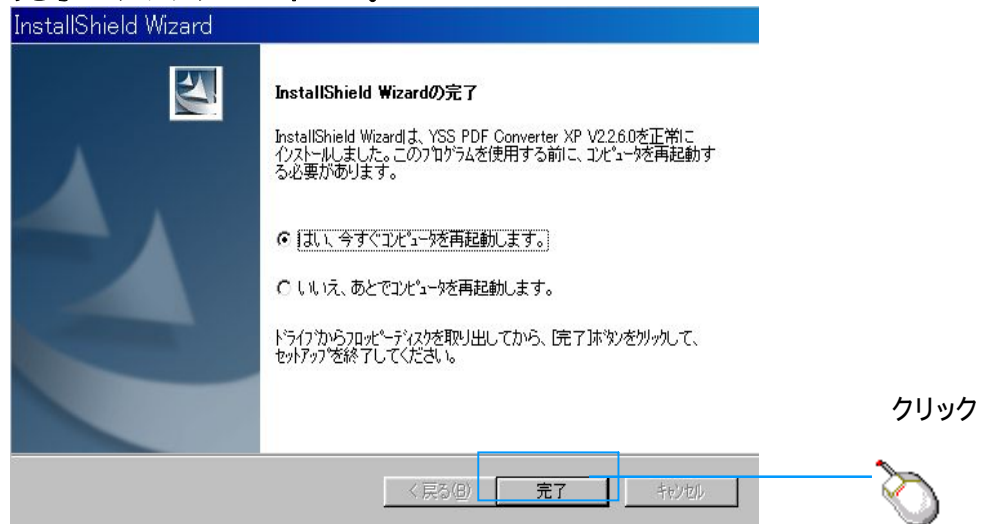 InstallShield Wizard
InstallShield Wizardの完了
InstallShield Wizardは、YSS PDF Converter XP V2.2.6.0を正常に
インストールしました。このプログラムを使用する前に、コンピュータを再起動す
る必要があります。
はい、今すぐコンピュータを再起動します。
いいえ、あとでコンピュータを再起動します。
ドライブからフロッピーディスクを取り出してから、[完了]ボタンをクリックして、
セットアップを終了してください。
クリック
< 戻る(B)
完了
キャンセル